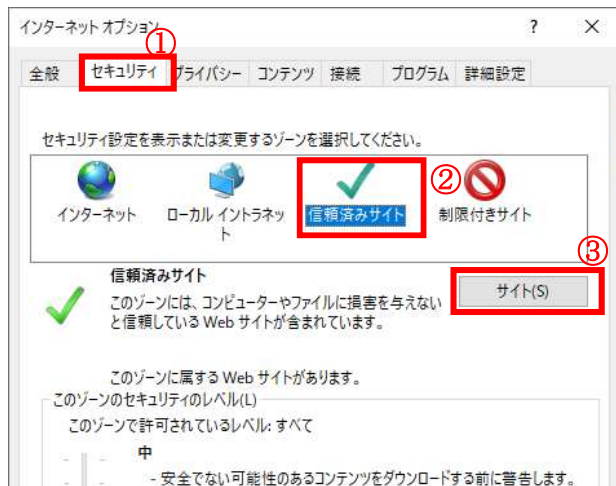 インターネット オプション ? ×
①
全般 セキュリティ プライバシー コンテンツ 接続 プログラム 詳細設定
セキュリティ設定を表示または変更するゾーンを選択してください。
②
インターネット ローカル イントラネッ 信頼済みサイト 制限付きサイト
ト
③
信頼済みサイト
サイト(S)
このゾーンには、コンピューターやファイルに損害を与えない
と信頼している Web サイトが含まれています。
このゾーンに属する Web サイトがあります。
このゾーンのセキュリティのレベル(L)
このゾーンで許可されているレベル: すべて
中
- 安全でない可能性のあるコンテンツをダウンロードする前に警告します。